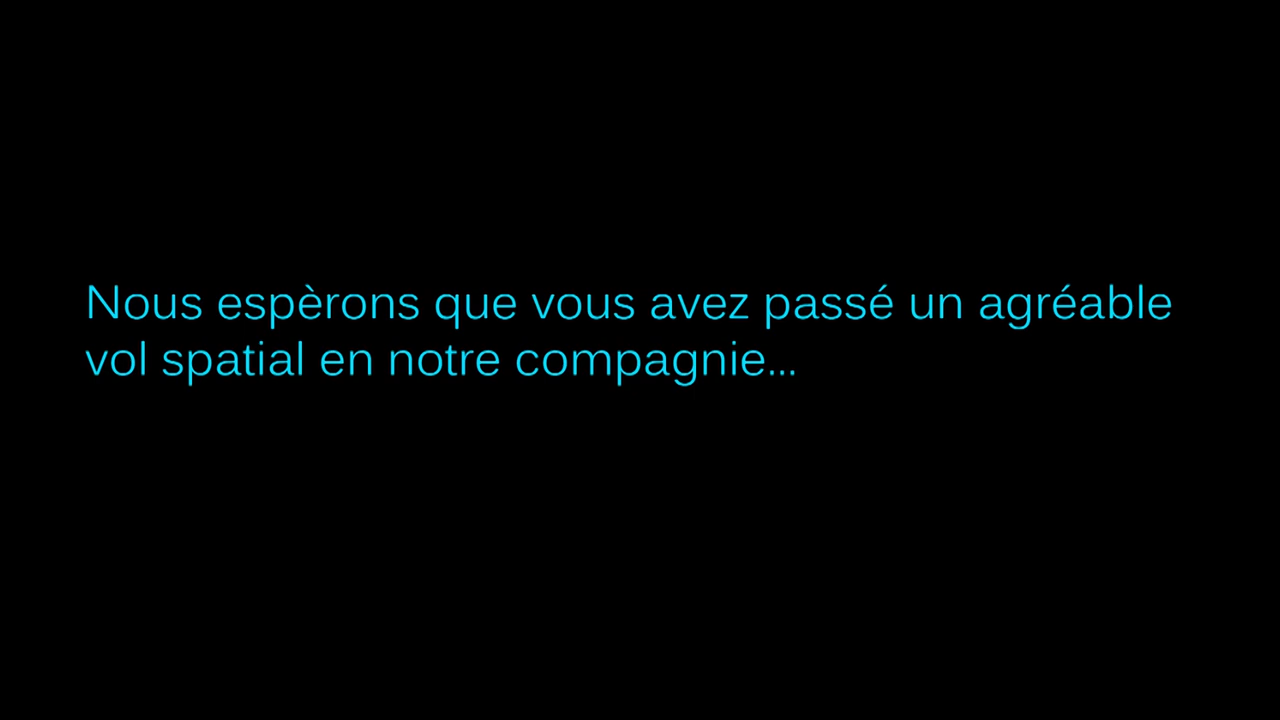 Nous espèrons que vous avez passé un agréable
vol spatial en notre compagnie...